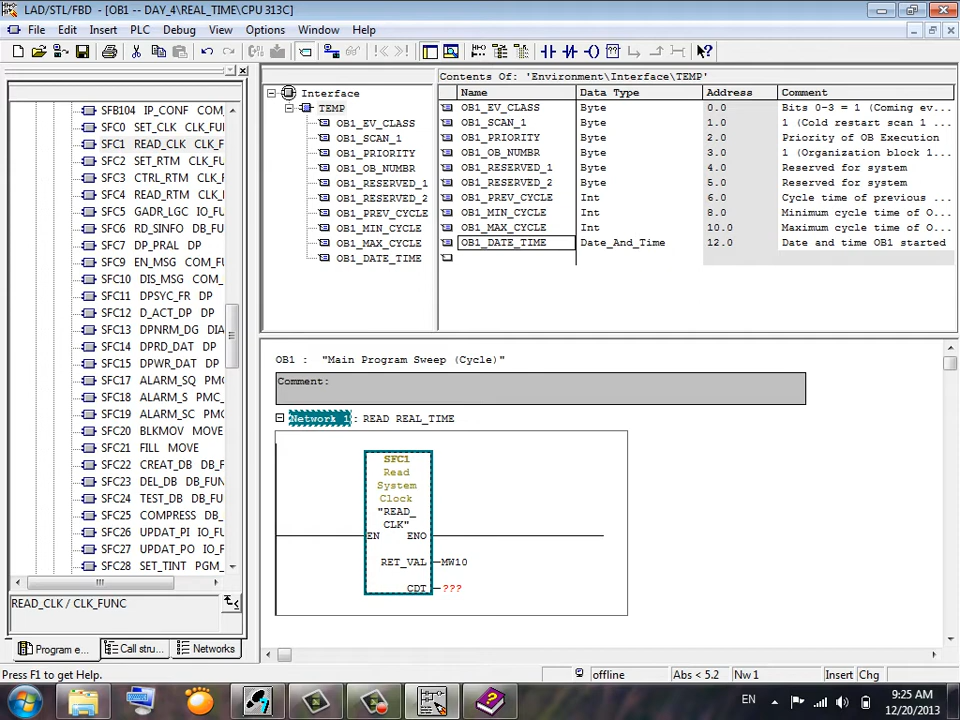 LAD/STL/FBD - [OB1 -- DAY_4\REAL_TIME\CPU 313C]
File Edit Insert PLC Debug View Options Window Help
SFB104 IP_CONF COM_
SFC0 SET_CLK CLK_FU
SFC1 READ_CLK CLK_F
SFC2 SET_RTM CLK_FU
SFC3 CTRL_RTM CLK_F
SFC4 READ_RTM CLK_F
SFC5 GADR_LGC IO_FU
SFC6 RD_SINFO DB_FU
SFC7 DP_PRAL DP
SFC9 EN_MSG COM_FU
SFC10 DIS_MSG COM_
SFC11 DPSYC_FR DP
SFC12 D_ACT_DP DP
SFC13 DPNRM_DG DIA
SFC14 DPRD_DAT DP
SFC15 DPWR_DAT DP
SFC17 ALARM_SQ PMC
SFC18 ALARM_S PMC_
SFC19 ALARM_SC PMC
SFC20 BLKMOV MOVE
SFC21 FILL MOVE
SFC22 CREAT_DB DB_F
SFC23 DEL_DB DB_FUN
SFC24 TEST_DB DB_FU
SFC25 COMPRESS DB_
SFC26 UPDAT_PI IO_F
SFC27 UPDAT_PO IO_F
SFC28 SET_TINT PGM_
READ_CLK / CLK_FUNC
Program e... Call stru... Networks
Interface
TEMP
OB1_EV_CLASS
OB1_SCAN_1
OB1_PRIORITY
OB1_OB_NUMBR
OB1_RESERVED_1
OB1_RESERVED_2
OB1_PREV_CYCLE
OB1_MIN_CYCLE
OB1_MAX_CYCLE
OB1_DATE_TIME
Contents Of: 'Environment\Interface\TEMP'
Name Data Type Address Comment
OB1_EV_CLASS Byte 0.0 Bits 0-3 = 1 (Coming ev...
OB1_SCAN_1 Byte 1.0 1 (Cold restart scan 1 ...
OB1_PRIORITY Byte 2.0 Priority of OB Execution
OB1_OB_NUMBR Byte 3.0 1 (Organization block 1...
OB1_RESERVED_1 Byte 4.0 Reserved for system
OB1_RESERVED_2 Byte 5.0 Reserved for system
OB1_PREV_CYCLE Int 6.0 Cycle time of previous ...
OB1_MIN_CYCLE Int 8.0 Minimum cycle time of O...
OB1_MAX_CYCLE Int 10.0 Maximum cycle time of O...
OB1_DATE_TIME Date_And_Time 12.0 Date and time OB1 started
OB1 : "Main Program Sweep (Cycle)"
Comment:
Network 1: READ REAL_TIME
SFC1
Read
System
Clock
"READ_
CLK"
EN ENO
RET_VAL MW10
CDT ???
Press F1 to get Help.
offline Abs < 5.2 Nw 1 Insert Chg
EN
9:25 AM
12/20/2013